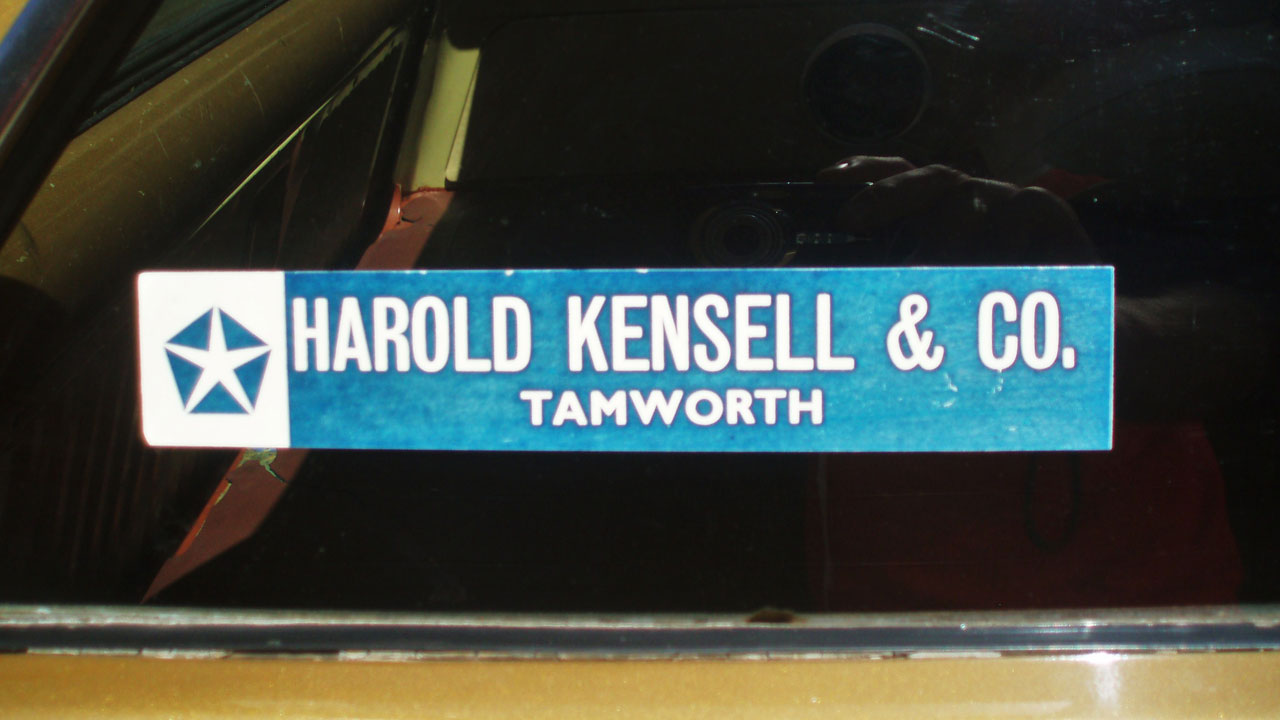 HAROLD KENSELL & CO.
TAMWORTH